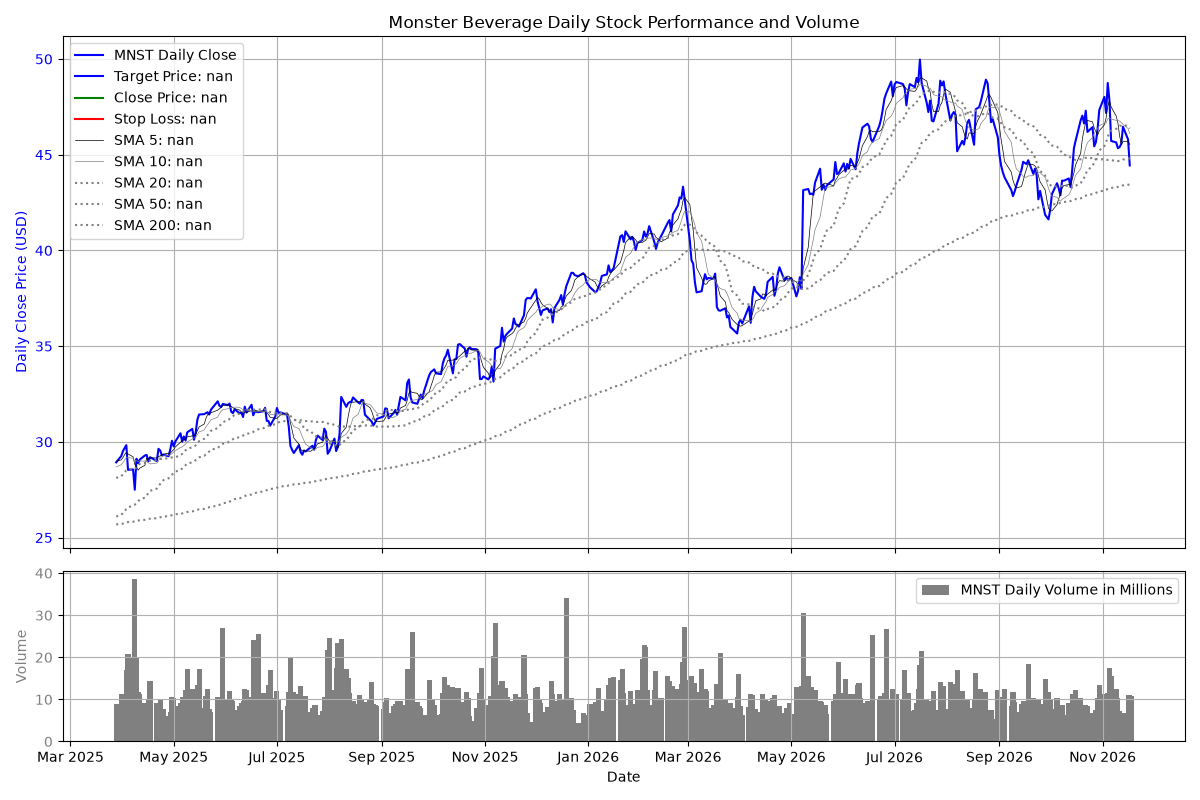 Monster Beverage Daily Stock Performance and Volume
MNST Daily Close
Target Price: nan
Close Price: nan
Stop Loss: nan
SMA 5: nan
SMA 10: nan
SMA 20: nan
SMA 50: nan
SMA 200: nan
Daily Close Price (USD)
50
45
40
35
30
25
MNST Daily Volume in Millions
Volume
40
30
20
10
0
Mar 2025 May 2025 Jul 2025 Sep 2025 Nov 2025 Jan 2026 Mar 2026 May 2026 Jul 2026 Sep 2026 Nov 2026
Date